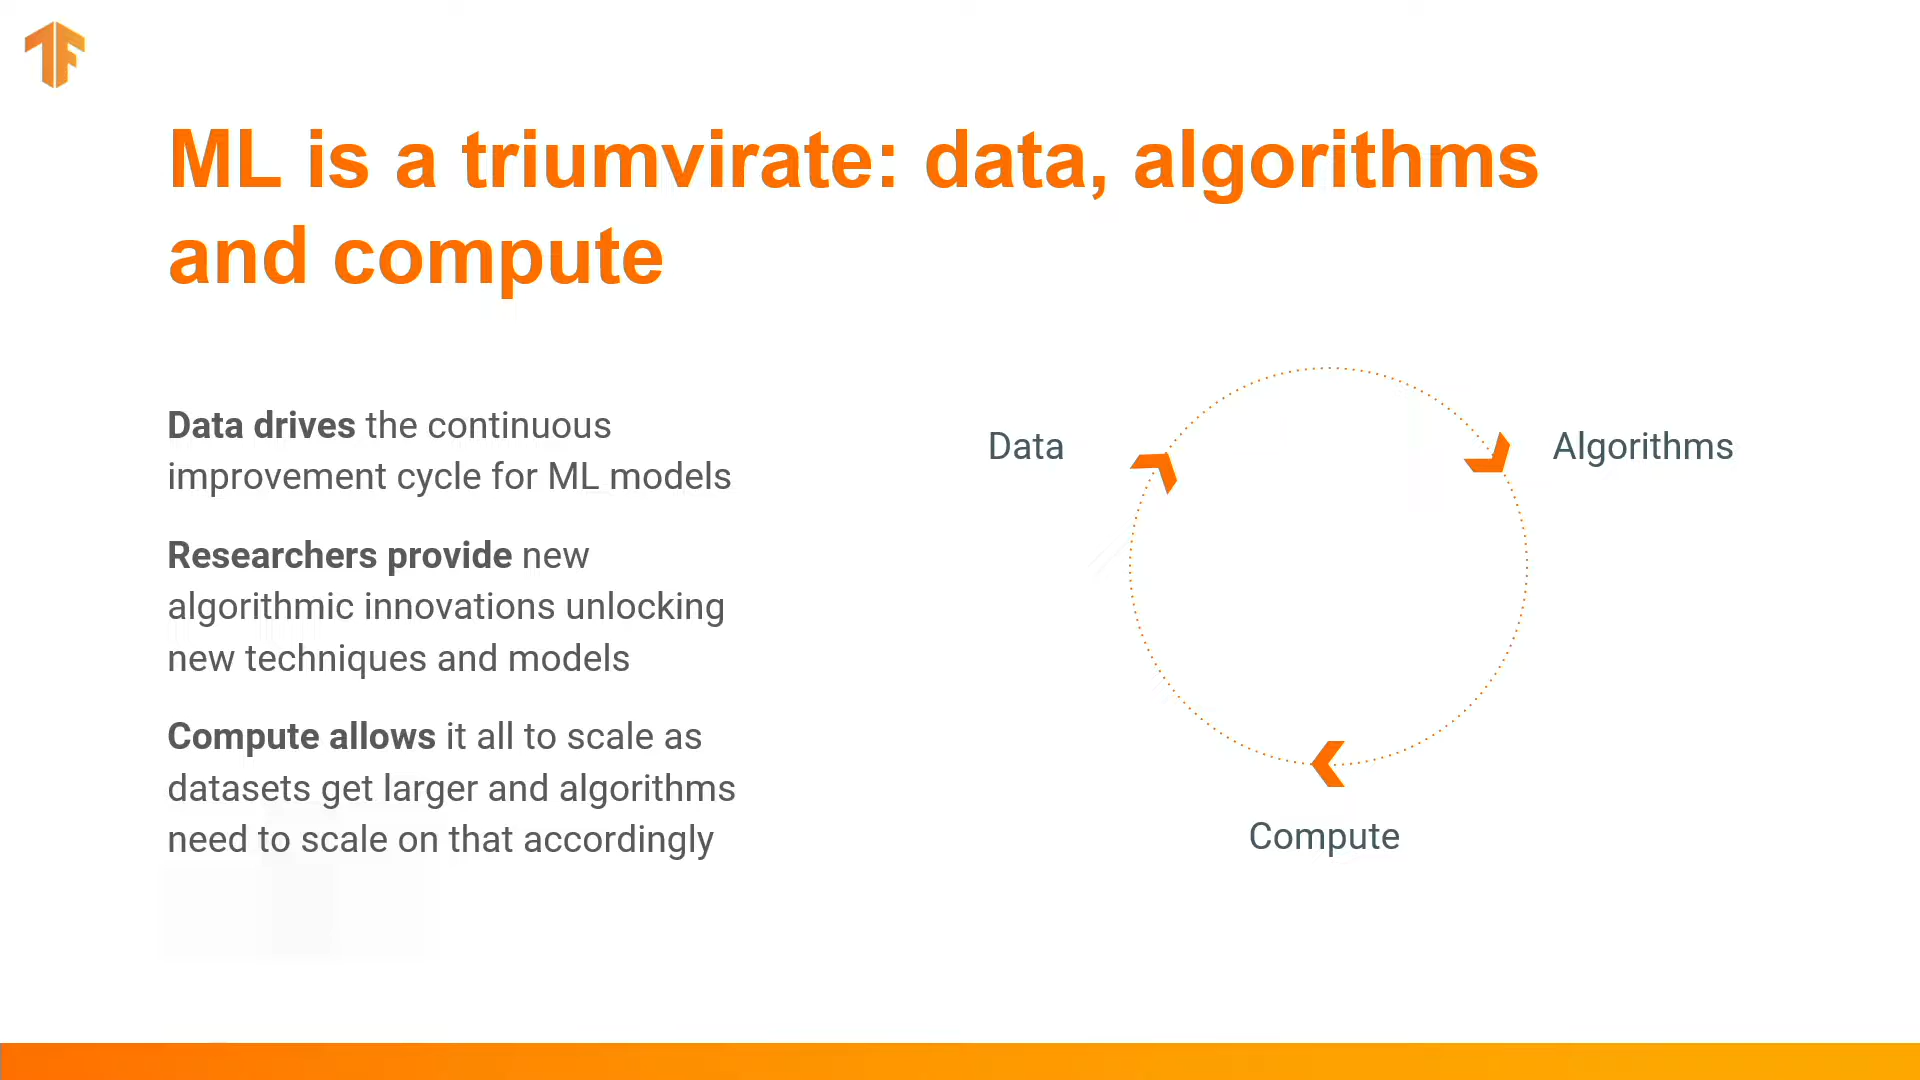 ML is a triumvirate: data, algorithms
and compute
Data drives the continuous
improvement cycle for ML models
Researchers provide new
algorithmic innovations unlocking
new techniques and models
Compute allows it all to scale as
datasets get larger and algorithms
need to scale on that accordingly
Data
Algorithms
Compute